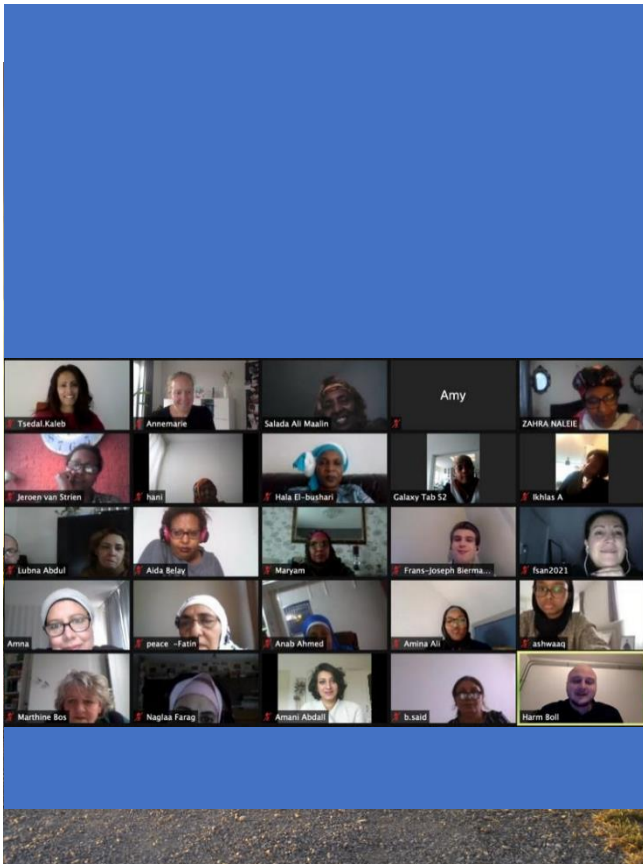 Tsedal.Kaleb
Annemarie
Salada Ali Maalin
Amy
ZAHRA NALEIE
Jeroen van Strien
hani
Hala El-bushari
Galaxy Tab S2
Ikhlas A
Lubna Abdul
Aida Belay
Maryam
Frans-Joseph Bierma...
fsan2021
Amna
peace -Fatin
Anab Ahmed
Amina Ali
ashwaaq
Marthine Bos
Naglaa Farag
Amani Abdall
b.said
Harm Boll